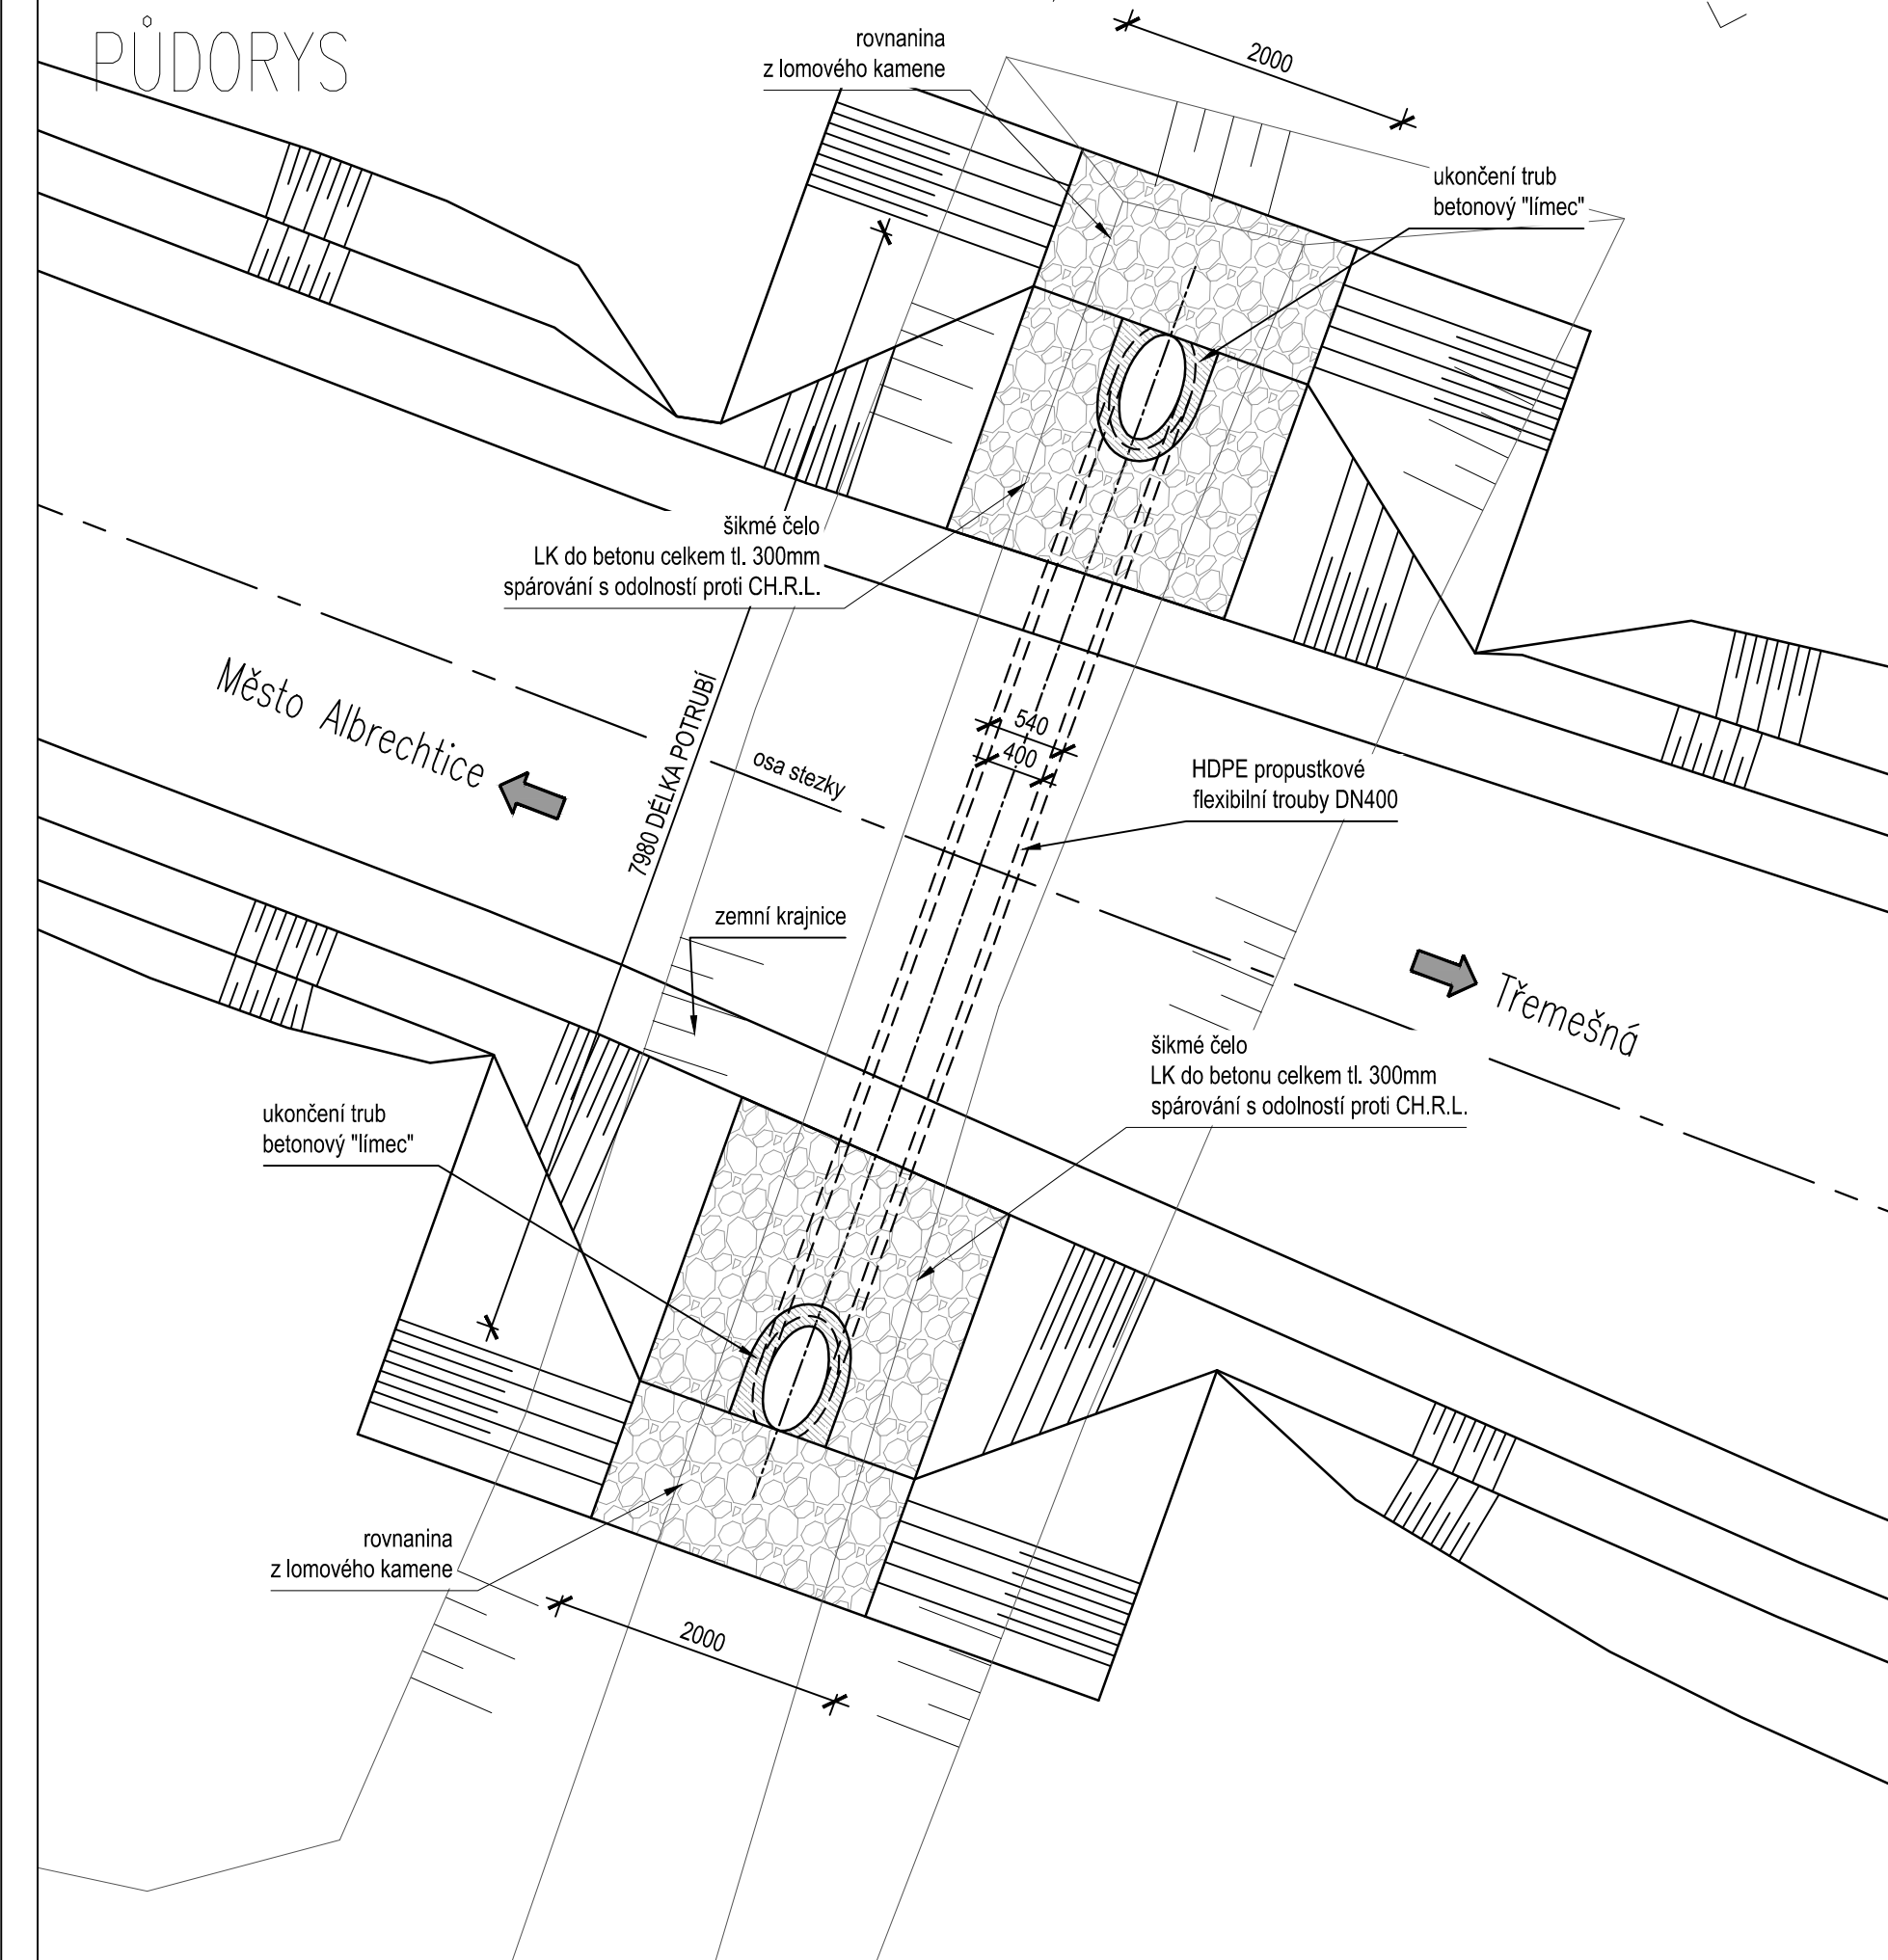 PŮDORYS
rovnanina
z lomového kamene
2000
ukončení trub
betonový "límec"
šikmé čelo
LK do betonu celkem tl. 300mm
spárování s odolností proti CH.R.L.
Město Albrechtice
7980 DÉLKA POTRUBÍ
osa stezky
540
400
HDPE propustkové
flexibilní trouby DN400
zemní krajnice
Třemešná
šikmé čelo
LK do betonu celkem tl. 300mm
spárování s odolností proti CH.R.L.
ukončení trub
betonový "límec"
rovnanina
z lomového kamene
2000